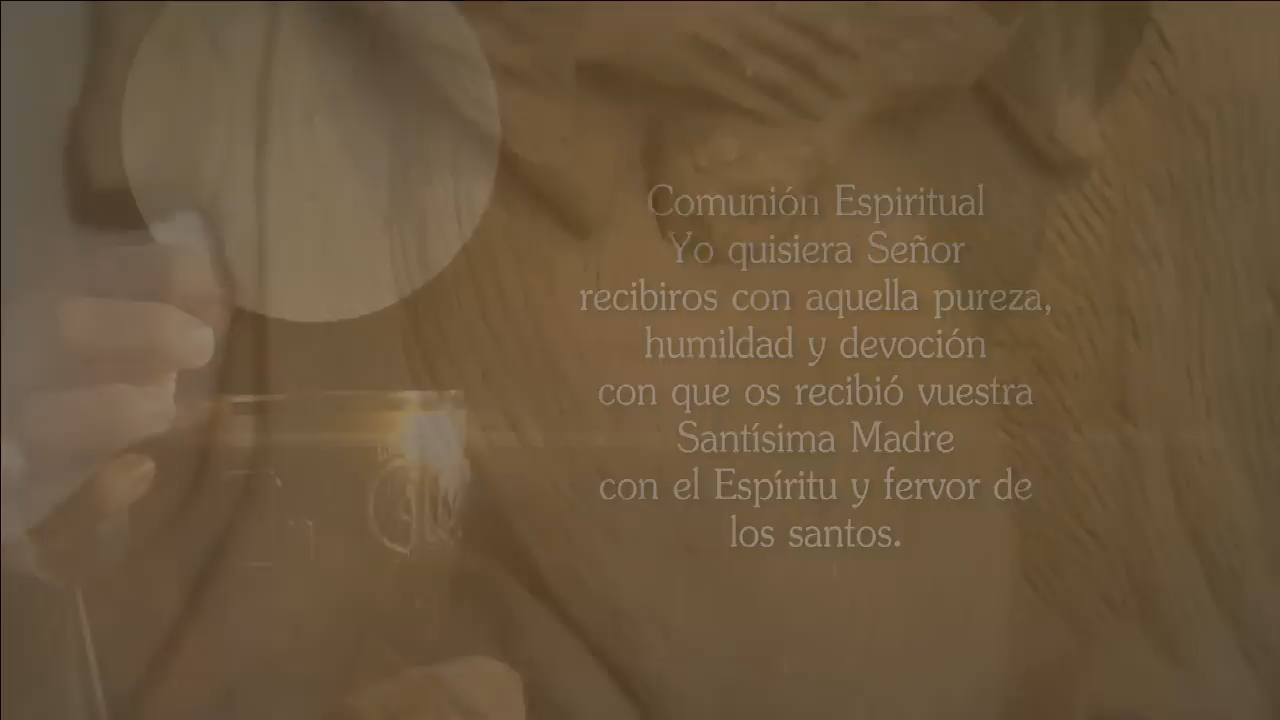 Comunión Espiritual
Yo quisiera Señor
recibiros con aquella pureza,
humildad y devoción
con que os recibió vuestra
Santísima Madre
con el Espíritu y fervor de
los santos.